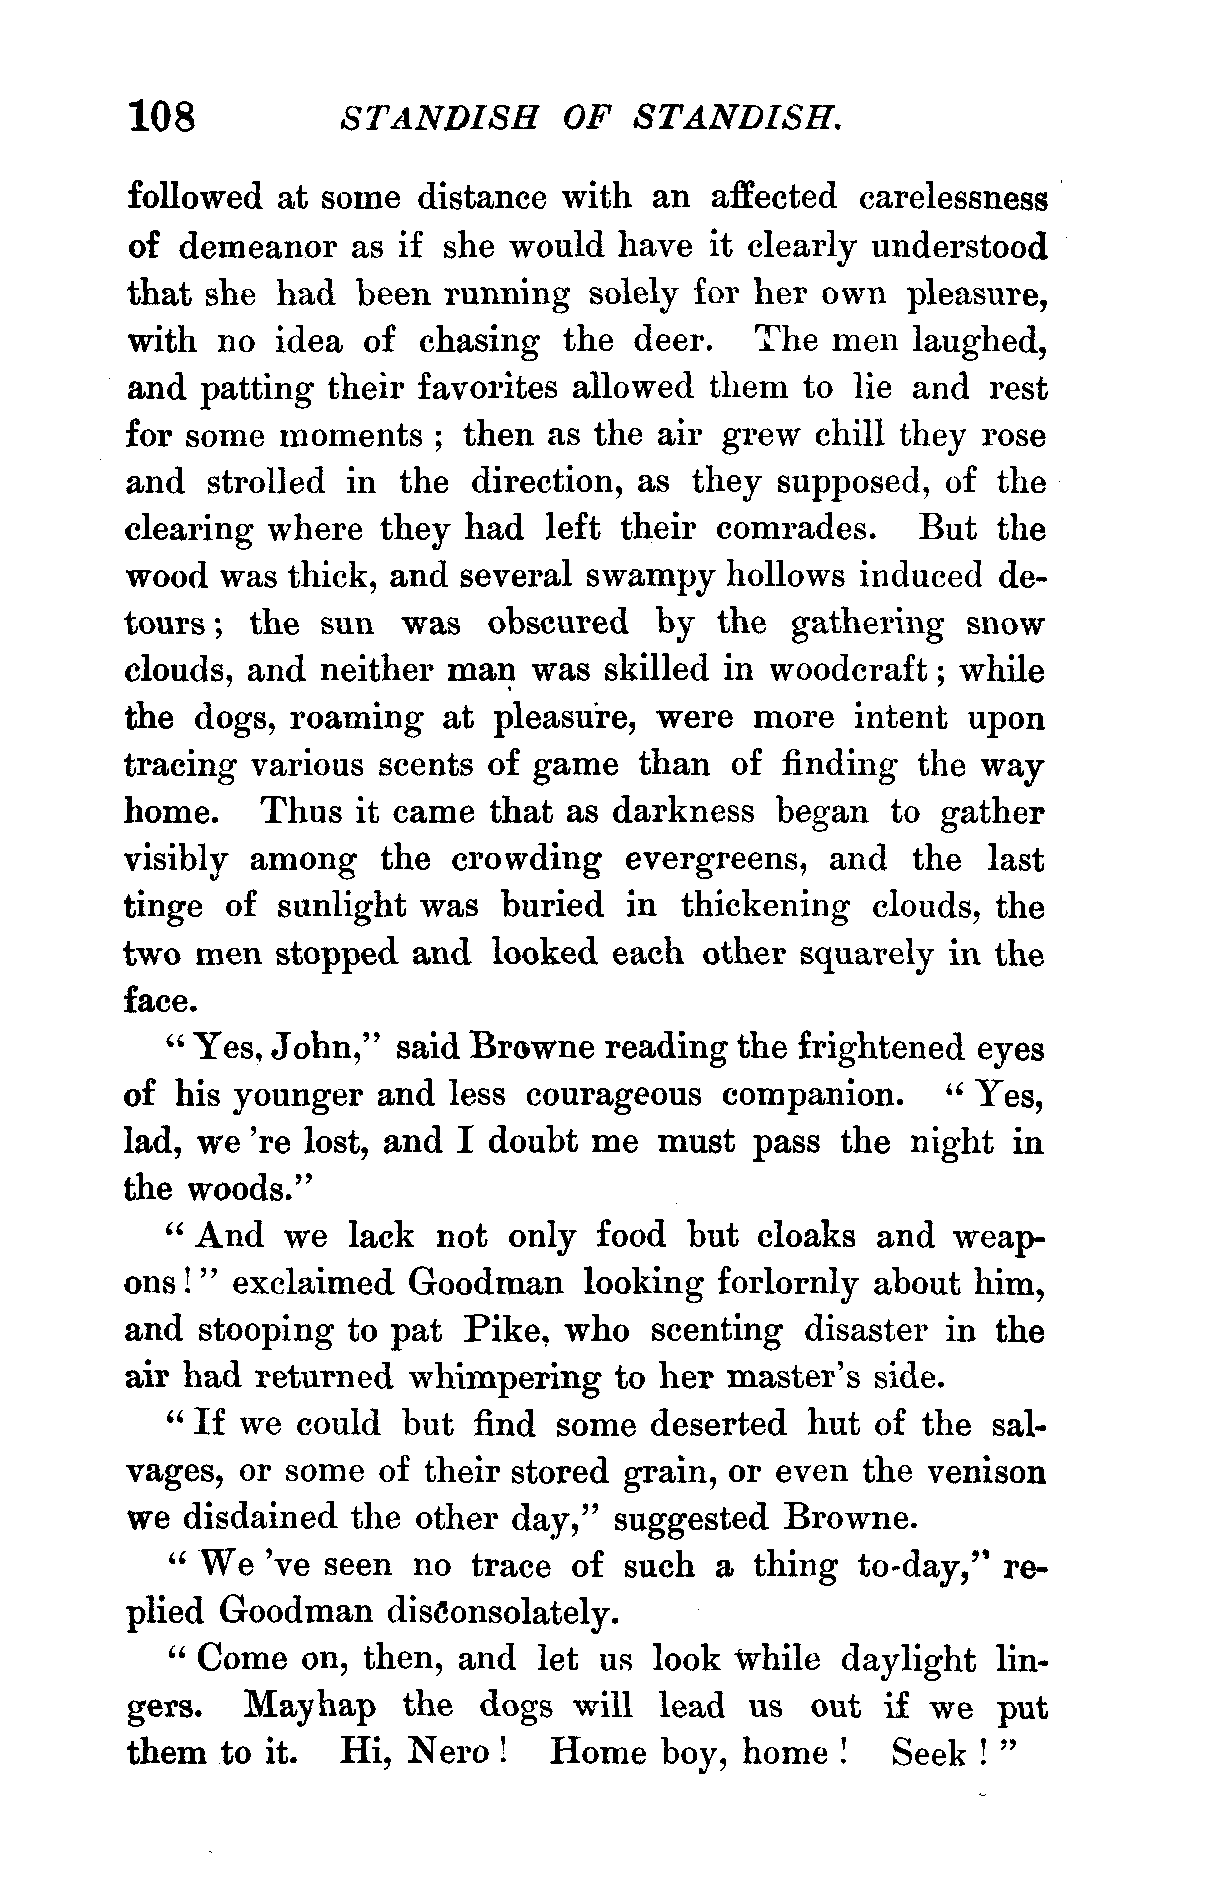 108 STANDISH OF STANDISH.
followed at some distance with an affected carelessness
of demeanor as if she would have it clearly understood
that she had been running solely for her own pleasure,
with no idea of chasing the deer. The men laughed,
and patting their favorites allowed them to lie and rest
for some moments ; then as the air grew chill they rose
and strolled in the direction, as they supposed, of the
clearing where they had left their comrades. But the
wood was thick, and several swampy hollows induced de-
tours ; the sun was obscured by the gathering snow
clouds, and neither man was skilled in woodcraft ; while
the dogs, roaming at pleasure, were more intent upon
tracing various scents of game than of finding the way
home. Thus it came that as darkness began to gather
visibly among the crowding evergreens, and the last
tinge of sunlight was buried in thickening clouds, the
two men stopped and looked each other squarely in the
face.
“ Yes, John,” said Browne reading the frightened eyes
of his younger and less courageous companion. “ Yes,
lad, we ’re lost, and I doubt me must pass the night in
the woods.”
“ And we lack not only food but cloaks and weap-
ons ! ” exclaimed Goodman looking forlornly about him,
and stooping to pat Pike, who scenting disaster in the
air had returned whimpering to her master’s side.
“ If we could but find some deserted hut of the sal-
vages, or some of their stored grain, or even the venison
we disdained the other day,” suggested Browne.
“ We ’ve seen no trace of such a thing to-day,” re-
plied Goodman disconsolately.
“ Come on, then, and let us look while daylight lin-
gers. Mayhap the dogs will lead us out if we put
them to it. Hi, Nero ! Home boy, home ! Seek ! ”